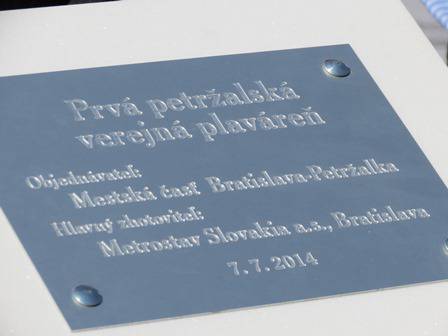 Prvá petržalská
verejná plaváreň
Objednávateľ:
Mestská časť Bratislava-Petržalka
Hlavný zhotoviteľ:
Metrostav Slovakia a.s., Bratislava
7.7.2014